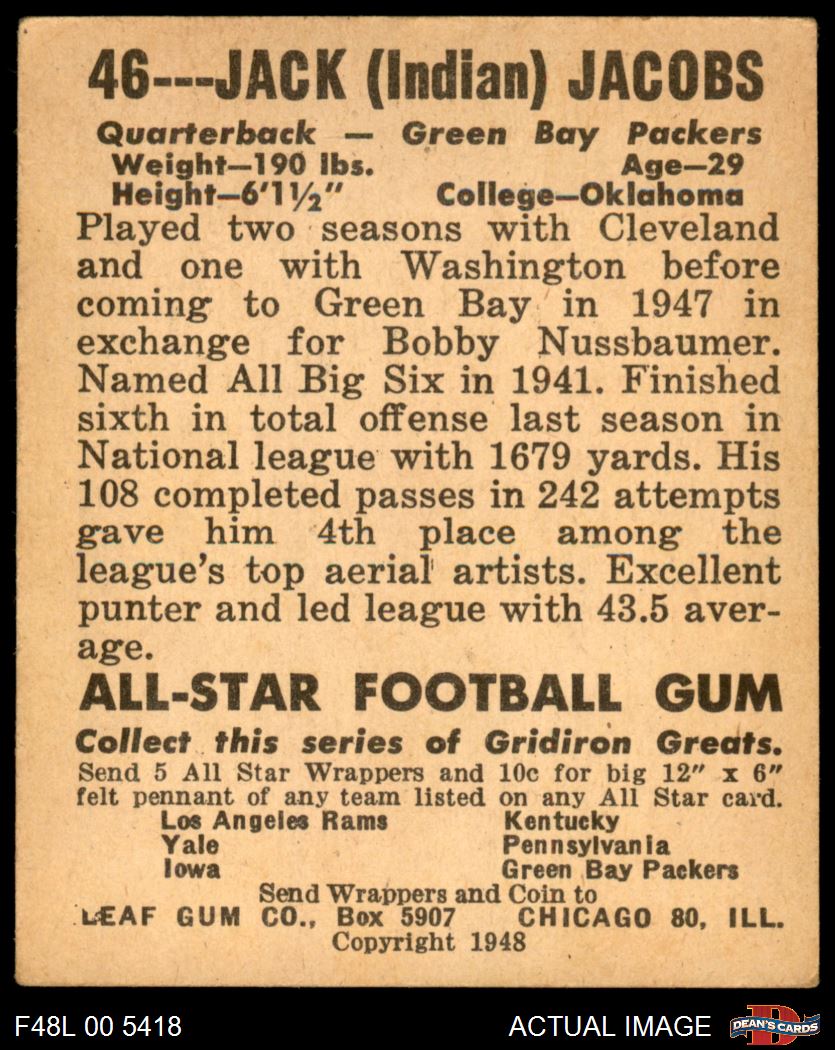 46---JACK (Indian) JACOBS
Quarterback — Green Bay Packers
Weight—190 lbs. Age—29
Height—6'1½" College—Oklahoma
Played two seasons with Cleveland
and one with Washington before
coming to Green Bay in 1947 in
exchange for Bobby Nussbaumer.
Named All Big Six in 1941. Finished
sixth in total offense last season in
National league with 1679 yards. His
108 completed passes in 242 attempts
gave him 4th place among the
league's top aerial artists. Excellent
punter and led league with 43.5 aver-
age.
ALL-STAR FOOTBALL GUM
Collect this series of Gridiron Greats.
Send 5 All Star Wrappers and 10c for big 12" x 6"
felt pennant of any team listed on any All Star card.
Los Angeles Rams Kentucky
Yale Pennsylvania
Iowa Green Bay Packers
Send Wrappers and Coin to
LEAF GUM CO., Box 5907 CHICAGO 80, ILL.
Copyright 1948
F48L 00 5418 ACTUAL IMAGE D DEAN'S CARDS